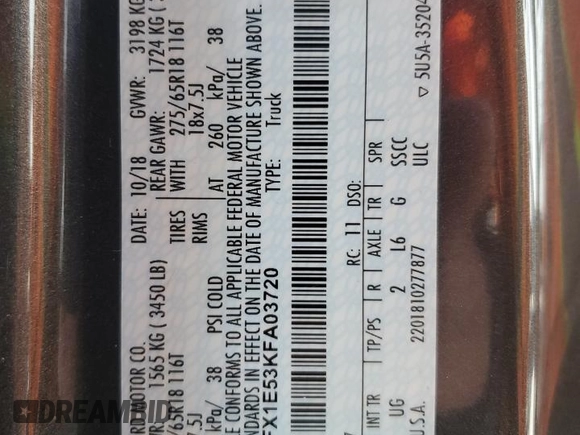 RD MOTOR CO. DATE: 10/18 GVWR: 3198 KG
VR: 1565 KG ( 3450 LB) REAR GAWR: 1724 KG (
/65R18 116T TIRES WITH 275/65R18 116T
.5J RIMS 18x7.5J
kPa/ 38 PSI COLD AT 260 kPa/ 38
E CONFORMS TO ALL APPLICABLE FEDERAL MOTOR VEHICLE
NDARDS IN EFFECT ON THE DATE OF MANUFACTURE SHOWN ABOVE.
FX1E53KFA03720 TYPE: Truck
RC: 11 DSO:
INT TR TP/PS R AXLE TR SPR
UG 2 L6 G SSCC
U.S.A. 2201810277877 ULC
▽ 5U5A-35204
DREAMBID